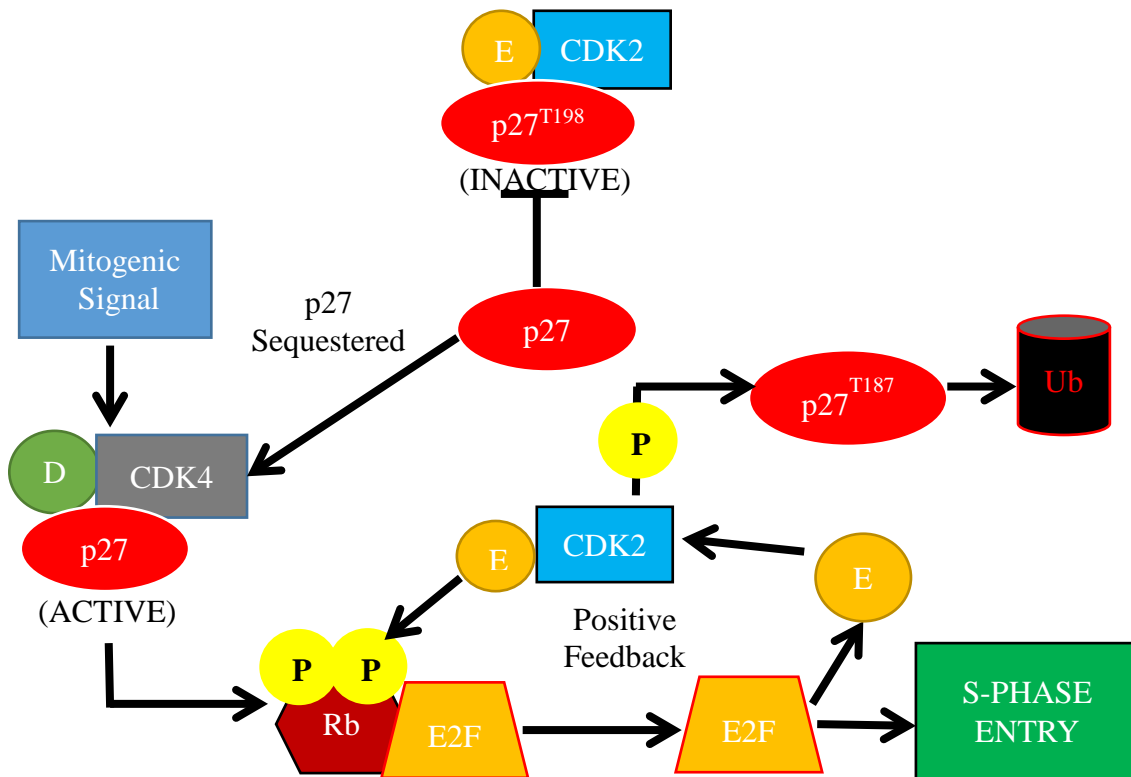 E
CDK2
p27T198
(INACTIVE)
Mitogenic
Signal
p27
Sequestered
p27
p27T187
Ub
P
D
CDK4
p27
(ACTIVE)
E
CDK2
E
Positive
Feedback
P
P
Rb
E2F
E2F
S-PHASE
ENTRY